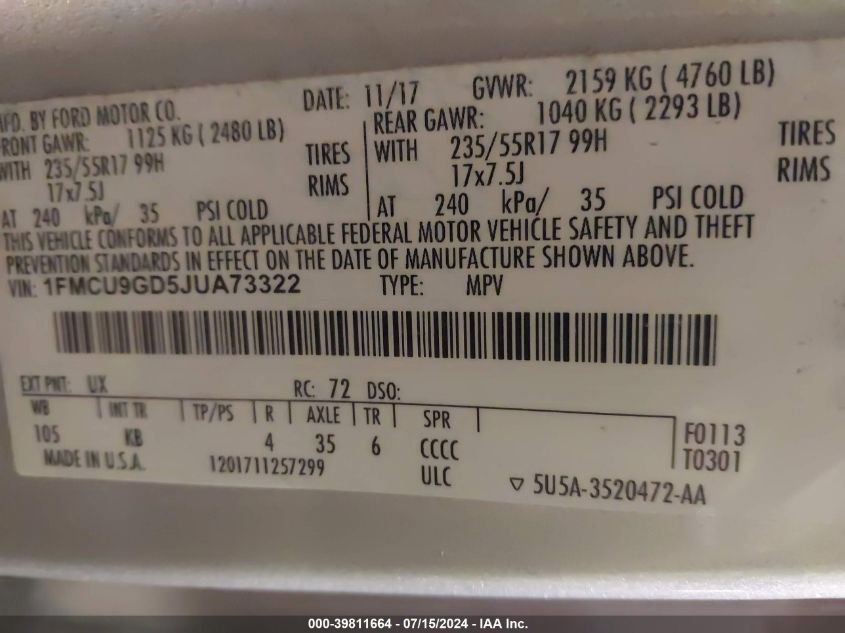 MFD. BY FORD MOTOR CO. DATE: 11/17 GVWR: 2159 KG ( 4760 LB)
FRONT GAWR: 1125 KG ( 2480 LB) REAR GAWR: 1040 KG ( 2293 LB)
WITH 235/55R17 99H TIRES WITH 235/55R17 99H TIRES
17x7.5J RIMS 17x7.5J RIMS
AT 240 kPa/ 35 PSI COLD AT 240 kPa/ 35 PSI COLD
THIS VEHICLE CONFORMS TO ALL APPLICABLE FEDERAL MOTOR VEHICLE SAFETY AND THEFT
PREVENTION STANDARDS IN EFFECT ON THE DATE OF MANUFACTURE SHOWN ABOVE.
VIN: 1FMCU9GD5JUA73322 TYPE: MPV
EXT PNT: UX RC: 72 DSO:
WB INT TR TP/PS R AXLE TR SPR
105 KB 4 35 6 CCCC
F0113
T0301
MADE IN U.S.A. 1201711257299 ULC
5U5A-3520472-AA
000-39811664 - 07/15/2024 - IAA Inc.